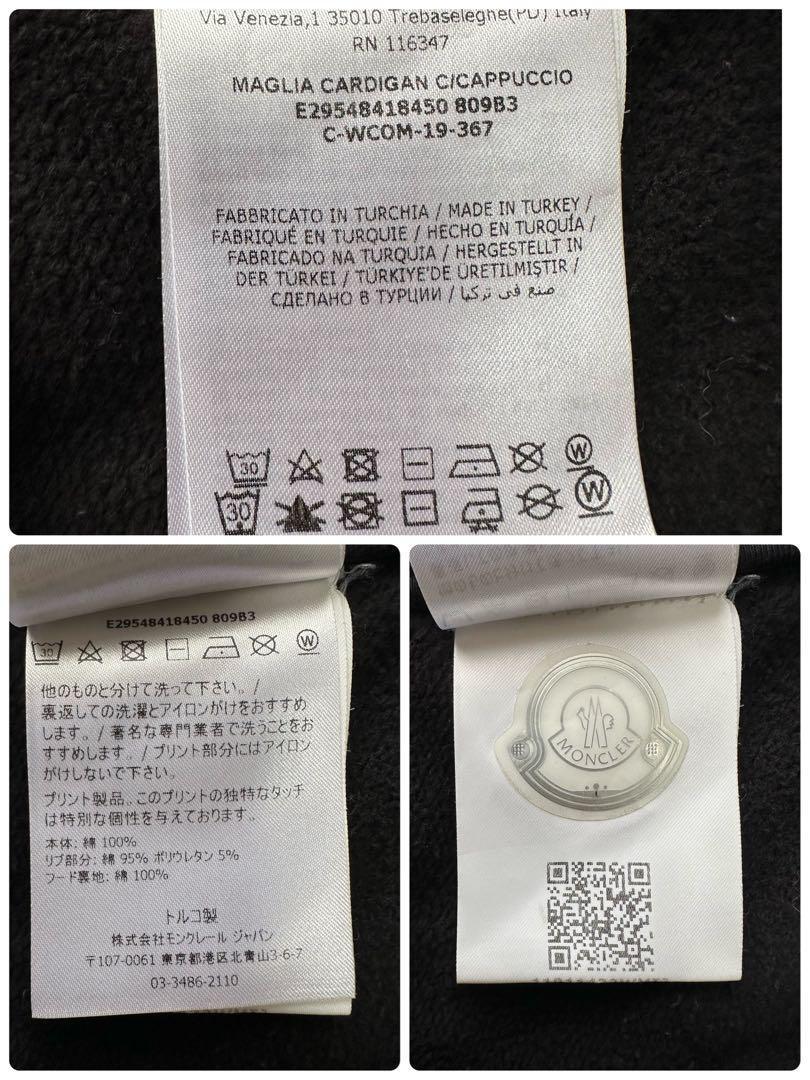 Via Venezia,1 35010 Trebaseleghe(PD) Italy
RN 116347
MAGLIA CARDIGAN C/CAPPUCCIO
E29548418450 809B3
C-WCOM-19-367
FABBRICATO IN TURCHIA / MADE IN TURKEY /
FABRIQUÉ EN TURQUIE / HECHO EN TURQUÍA /
FABRICADO NA TURQUIA / HERGESTELLT IN
DER TÜRKEI / TÜRKIYE'DE ÜRETILMIŞTIR /
СДЕЛАНО В ТУРЦИИ / صنع في تركيا
30
W
30
W
E29548418450 809B3
30
W
他のものと分けて洗って下さい。/
裏返しての洗濯とアイロンがけをおすすめ
します。/ 著名な専門業者で洗うことをお
すすめします。/ プリント部分にはアイロン
がけしないで下さい。
プリント製品。このプリントの独特なタッチ
は特別な個性を与えております。
本体: 綿 100%
リブ部分: 綿 95% ポリウレタン 5%
フード裏地: 綿 100%
トルコ製
株式会社モンクレール ジャパン
〒107-0061 東京都港区北青山3-6-7
03-3486-2110
MONCLER